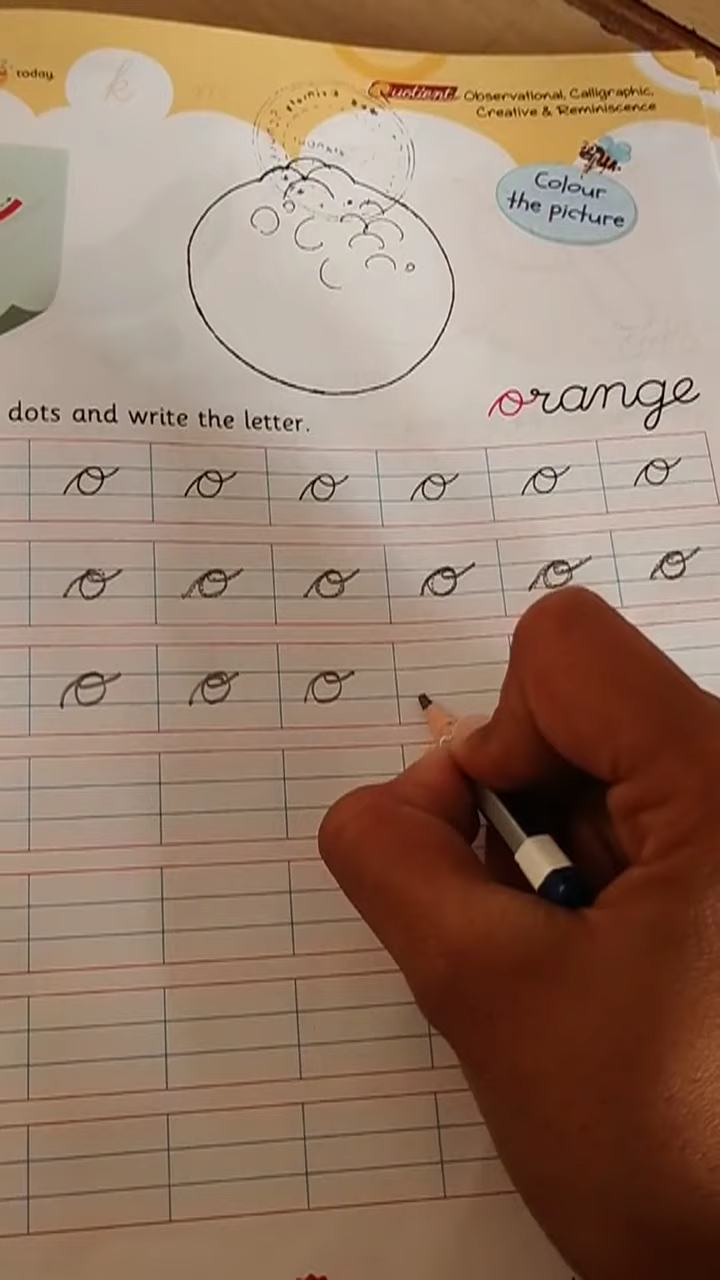 today
k
Quotient Observational, Calligraphic,
Creative & Reminiscence
Colour
the picture
orange
dots and write the letter.
o o o o o o
o o o o o o
o o o